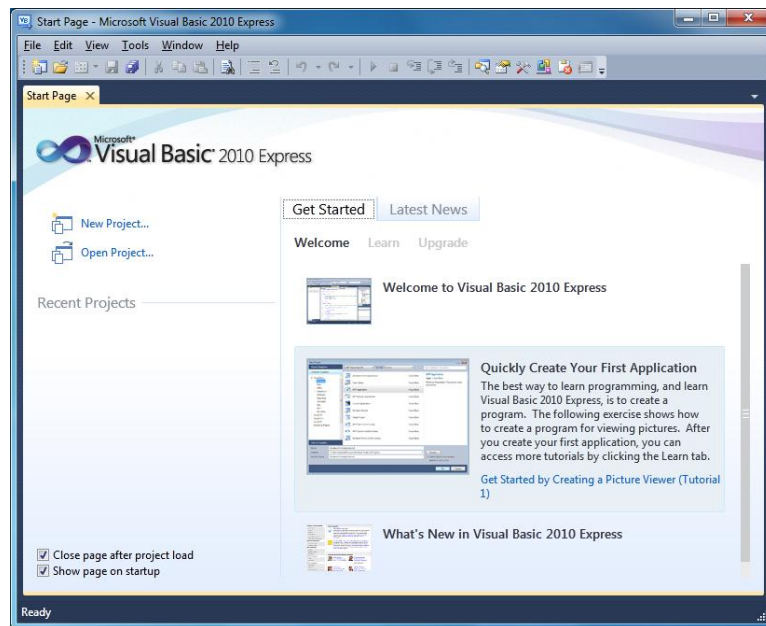 Start Page - Microsoft Visual Basic 2010 Express
File Edit View Tools Window Help
Start Page
Microsoft®
Visual Basic® 2010 Express
New Project...
Open Project...
Recent Projects
Close page after project load
Show page on startup
Get Started Latest News
Welcome Learn Upgrade
Welcome to Visual Basic 2010 Express
Quickly Create Your First Application
The best way to learn programming, and learn
Visual Basic 2010 Express, is to create a
program. The following exercise shows how
to create a program for viewing pictures. After
you create your first application, you can
access more tutorials by clicking the Learn tab.
Get Started by Creating a Picture Viewer (Tutorial
1)
What's New in Visual Basic 2010 Express
Ready